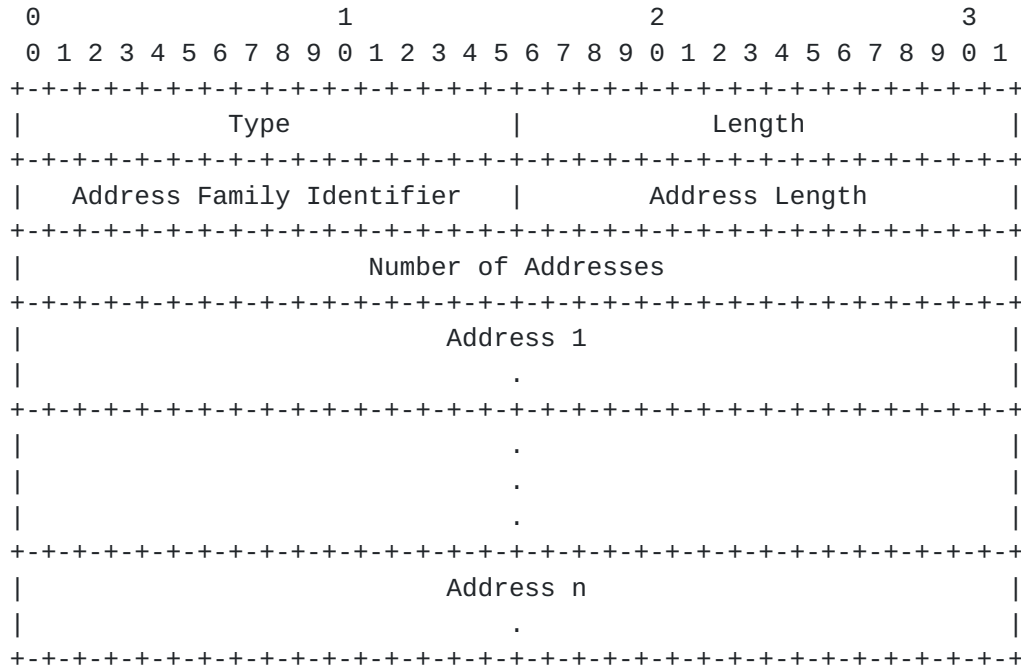 0                   1                   2                   3
 0 1 2 3 4 5 6 7 8 9 0 1 2 3 4 5 6 7 8 9 0 1 2 3 4 5 6 7 8 9 0 1
+-+-+-+-+-+-+-+-+-+-+-+-+-+-+-+-+-+-+-+-+-+-+-+-+-+-+-+-+-+-+-+-+
|             Type              |            Length             |
+-+-+-+-+-+-+-+-+-+-+-+-+-+-+-+-+-+-+-+-+-+-+-+-+-+-+-+-+-+-+-+-+
|   Address Family Identifier   |        Address Length         |
+-+-+-+-+-+-+-+-+-+-+-+-+-+-+-+-+-+-+-+-+-+-+-+-+-+-+-+-+-+-+-+-+
|                      Number of Addresses                      |
+-+-+-+-+-+-+-+-+-+-+-+-+-+-+-+-+-+-+-+-+-+-+-+-+-+-+-+-+-+-+-+-+
|                           Address 1                           |
|                               .                               |
+-+-+-+-+-+-+-+-+-+-+-+-+-+-+-+-+-+-+-+-+-+-+-+-+-+-+-+-+-+-+-+-+
|                               .                               |
|                               .                               |
|                               .                               |
+-+-+-+-+-+-+-+-+-+-+-+-+-+-+-+-+-+-+-+-+-+-+-+-+-+-+-+-+-+-+-+-+
|                           Address n                           |
|                               .                               |
+-+-+-+-+-+-+-+-+-+-+-+-+-+-+-+-+-+-+-+-+-+-+-+-+-+-+-+-+-+-+-+-+